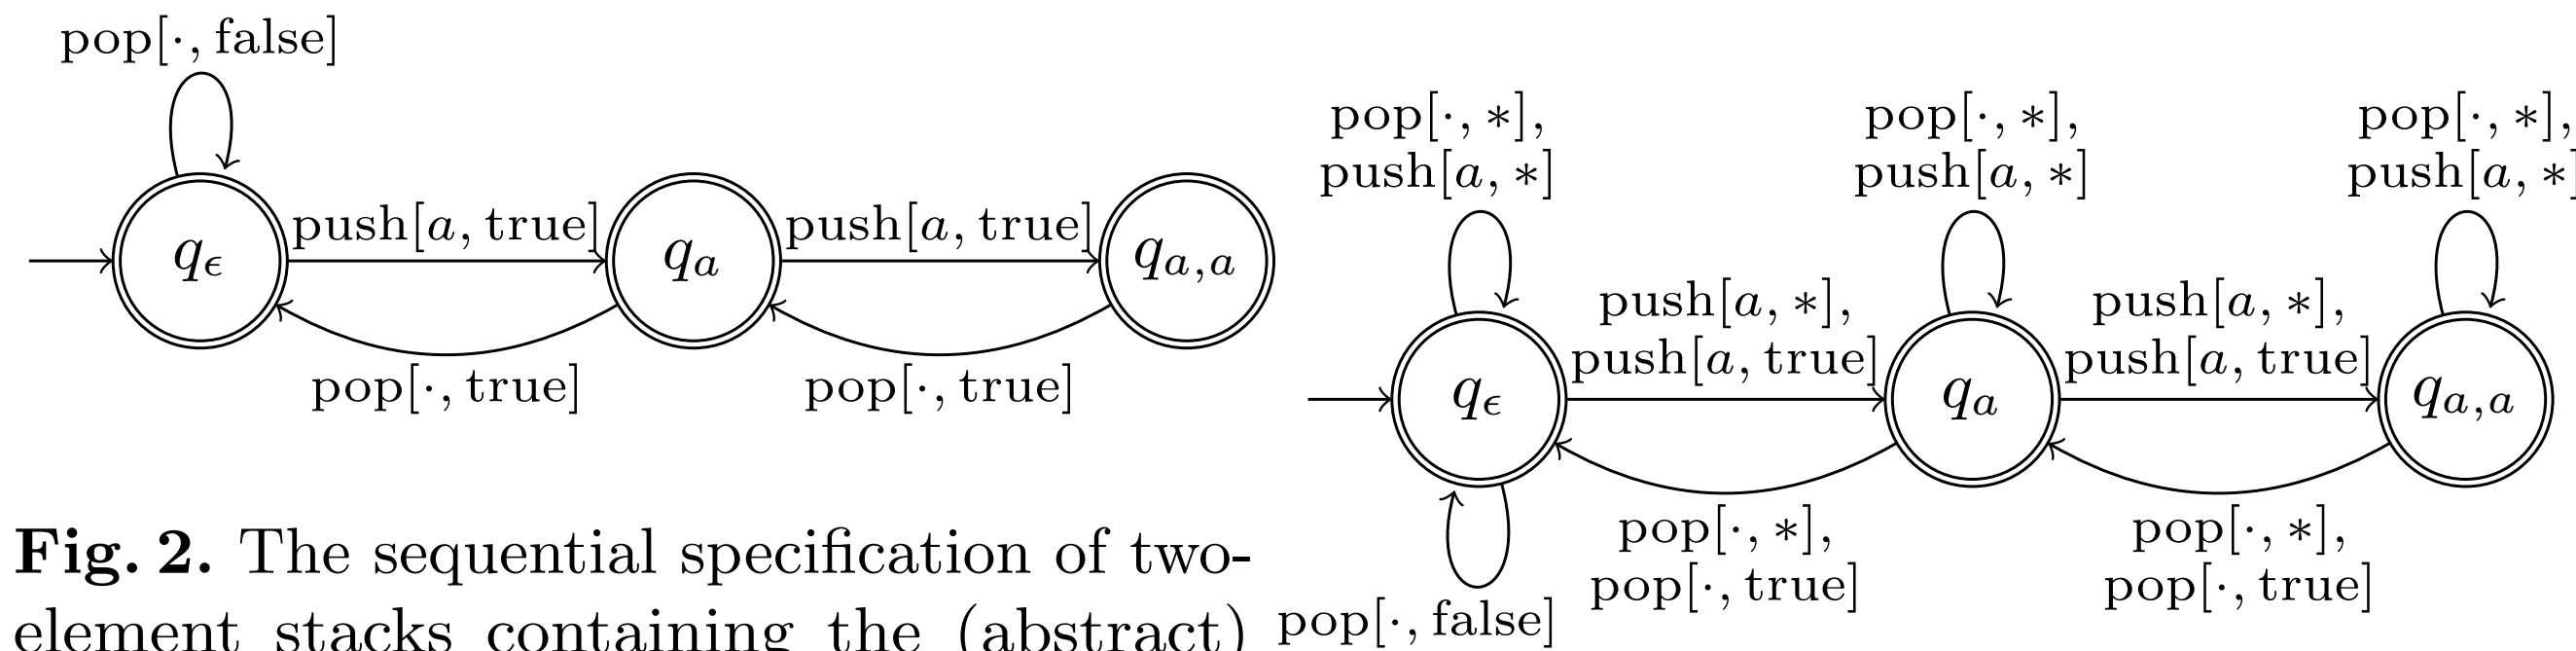 pop[·, false]
q_ϵ
push[a, true]
q_a
push[a, true]
q_{a,a}
pop[·, true]
pop[·, true]
Fig. 2. The sequential specification of two-
element stacks containing the (abstract)
pop[·, ∗],
push[a, ∗]
pop[·, ∗],
push[a, ∗]
pop[·, ∗],
push[a, ∗]
push[a, ∗],
push[a, true]
push[a, ∗],
push[a, true]
q_ϵ
q_a
q_{a,a}
pop[·, ∗],
pop[·, true]
pop[·, ∗],
pop[·, true]
pop[·, false]